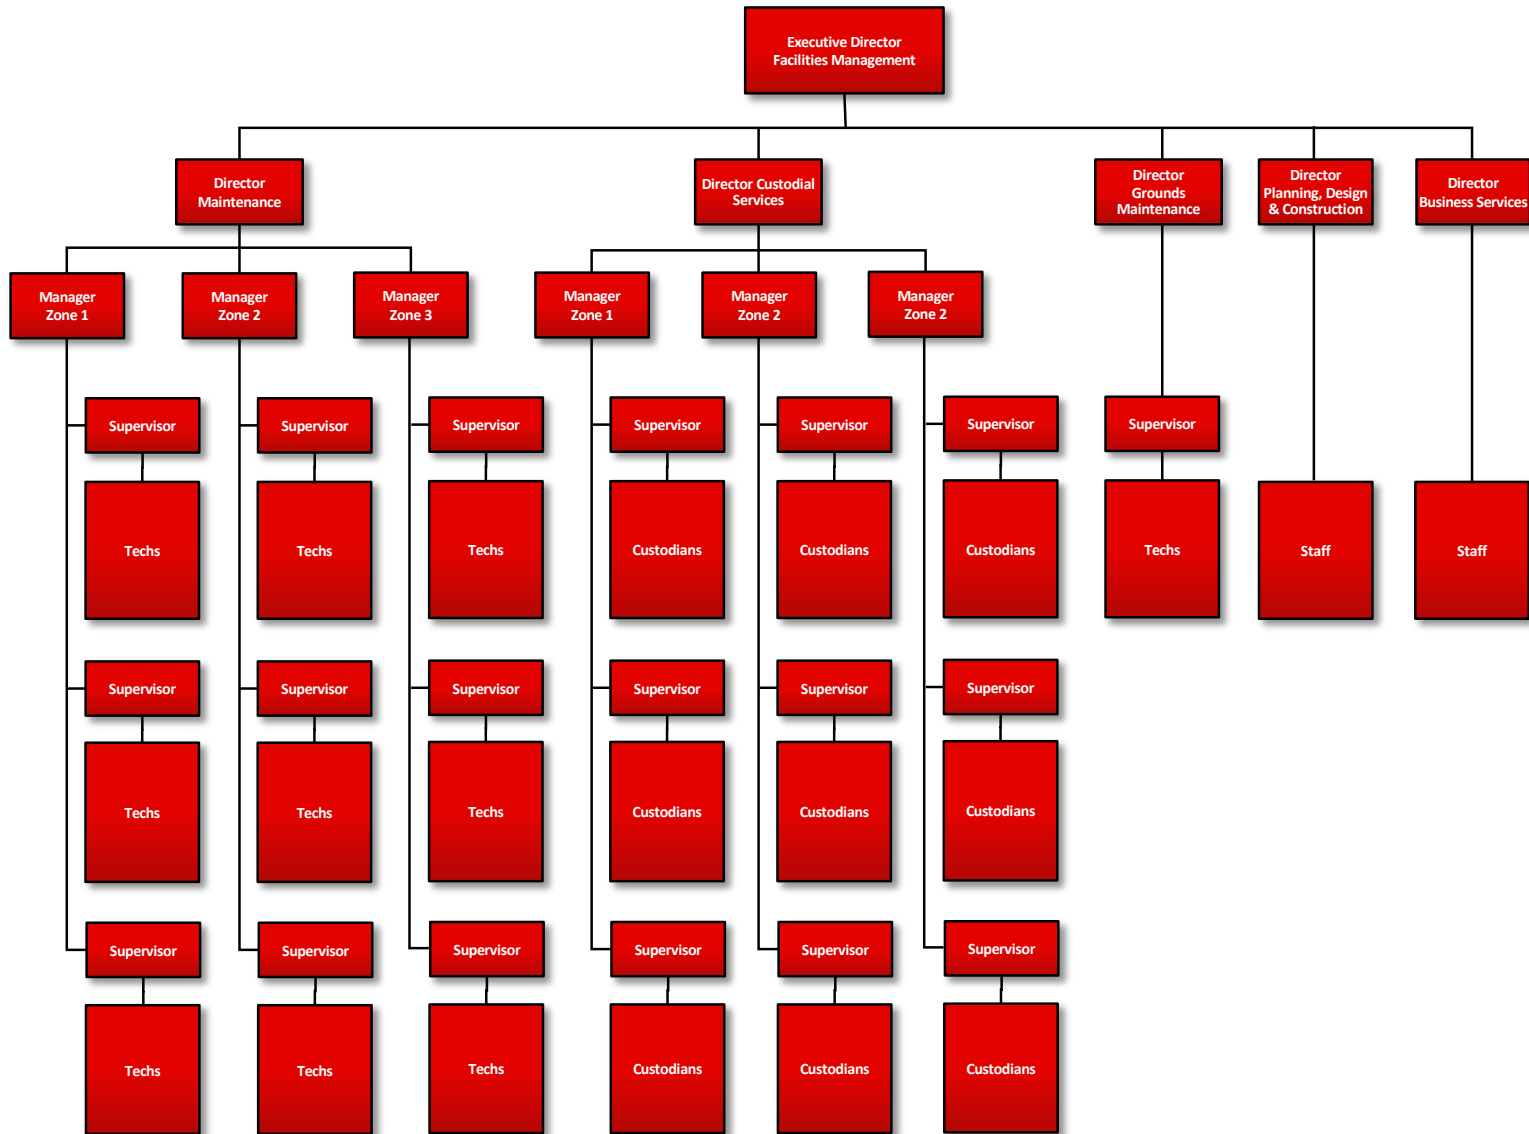 Executive Director
Facilities Management
Director
Maintenance
Director Custodial
Services
Director
Grounds
Maintenance
Director
Planning, Design
& Construction
Director
Business Services
Manager
Zone 1
Manager
Zone 2
Manager
Zone 3
Manager
Zone 1
Manager
Zone 2
Manager
Zone 2
Supervisor
Supervisor
Supervisor
Supervisor
Supervisor
Supervisor
Supervisor
Techs
Techs
Techs
Custodians
Custodians
Custodians
Techs
Staff
Staff
Supervisor
Supervisor
Supervisor
Supervisor
Supervisor
Supervisor
Techs
Techs
Techs
Custodians
Custodians
Custodians
Supervisor
Supervisor
Supervisor
Supervisor
Supervisor
Supervisor
Techs
Techs
Techs
Custodians
Custodians
Custodians